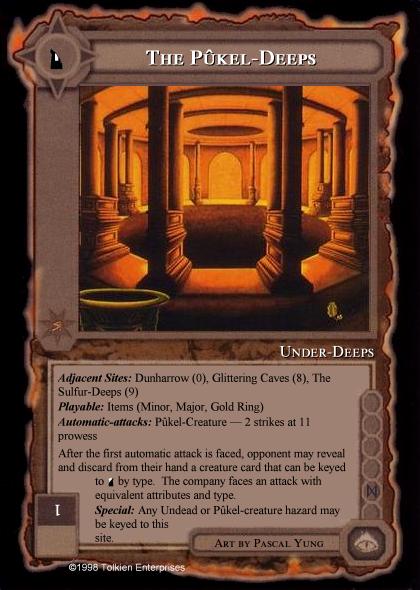 THE PÛKEL-DEEPS
UNDER-DEEPS
Adjacent Sites: Dunharrow (0), Glittering Caves (8), The
Sulfur-Deeps (9)
Playable: Items (Minor, Major, Gold Ring)
Automatic-attacks: Pûkel-Creature — 2 strikes at 11
prowess
After the first automatic attack is faced, opponent may reveal
and discard from their hand a creature card that can be keyed
to by type. The company faces an attack with
equivalent attributes and type.
Special: Any Undead or Pûkel-creature hazard may
be keyed to this
site.
1
ART BY PASCAL YUNG
©1998 Tolkien Enterprises